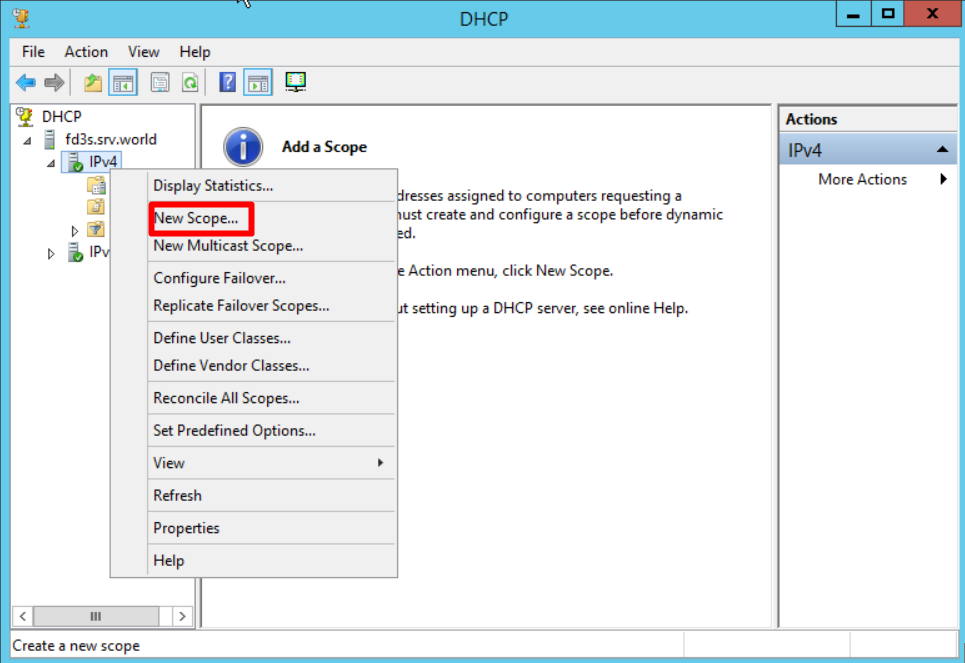 DHCP
File Action View Help
DHCP
fd3s.srv.world
IPv4
IPv
Add a Scope
dresses assigned to computers requesting a
must create and configure a scope before dynamic
ed.
e Action menu, click New Scope.
ut setting up a DHCP server, see online Help.
Display Statistics...
New Scope...
New Multicast Scope...
Configure Failover...
Replicate Failover Scopes...
Define User Classes...
Define Vendor Classes...
Reconcile All Scopes...
Set Predefined Options...
View
Refresh
Properties
Help
Actions
IPv4
More Actions
Create a new scope